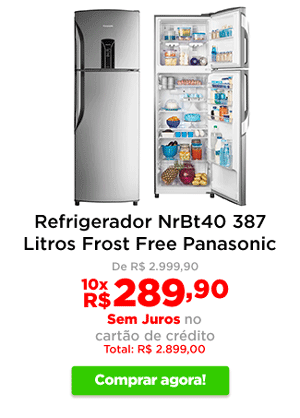 Refrigerador NrBt40 387
Litros Frost Free Panasonic
De R$ 2.999,90
10x R$ 289,90
Sem Juros no
cartão de crédito
Total: R$ 2.899,00
Comprar agora!